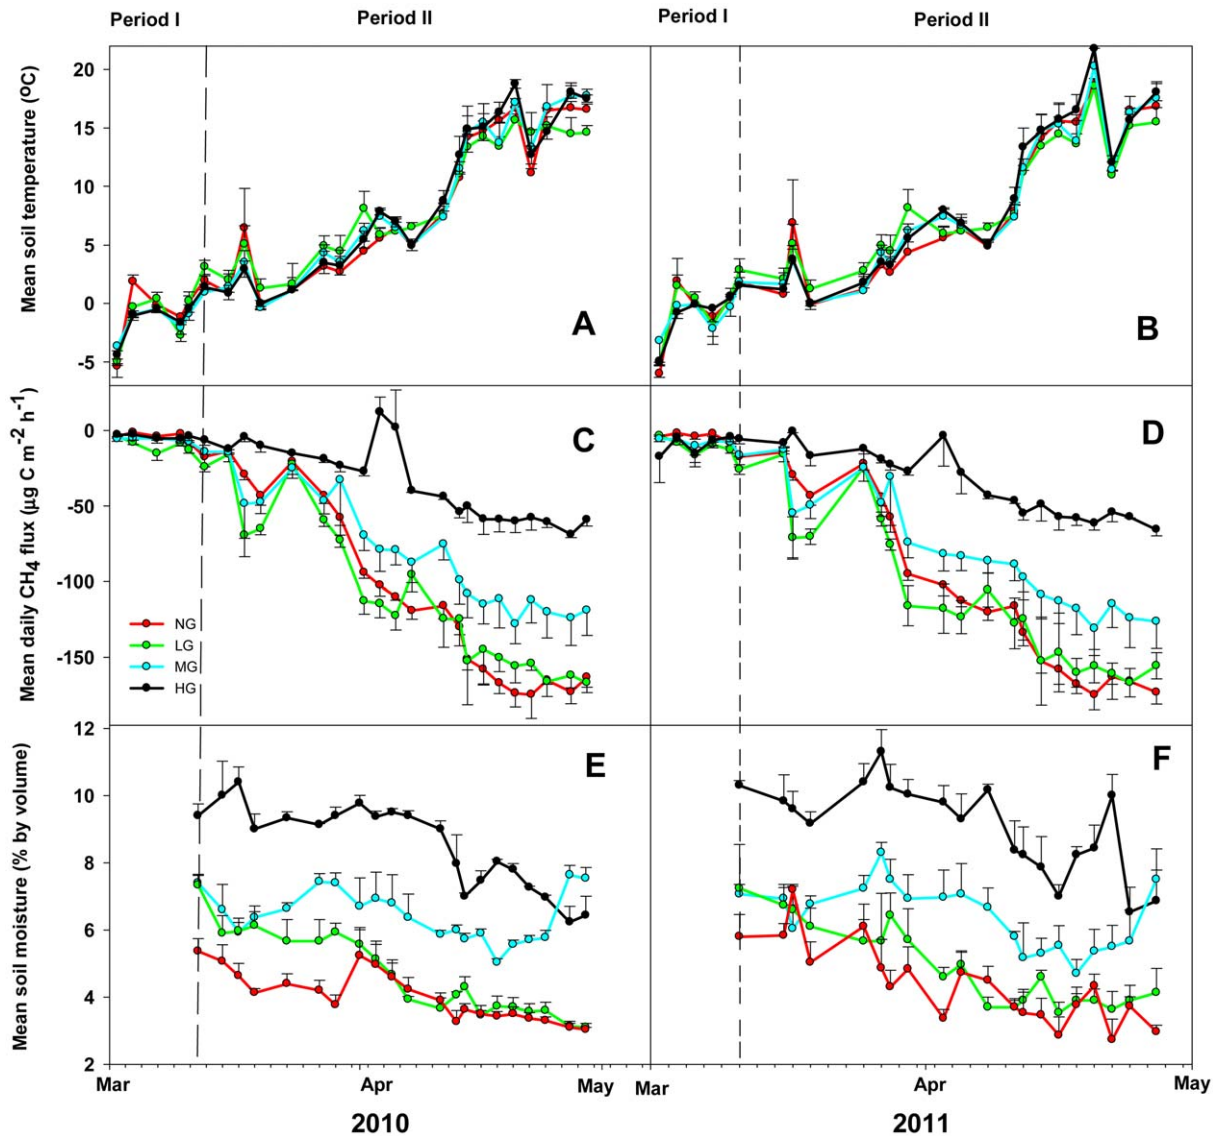 Period I
Period II
Period I
Period II
Mean soil temperature (ºC)
20
15
10
5
0
-5
A
B
Mean daily CH4 flux (µg C m⁻² h⁻¹)
0
-50
-100
-150
C
D
NG
LG
MG
HG
Mean soil moisture (% by volume)
12
10
8
6
4
2
E
F
Mar
Apr
May
Mar
Apr
May
2010
2011